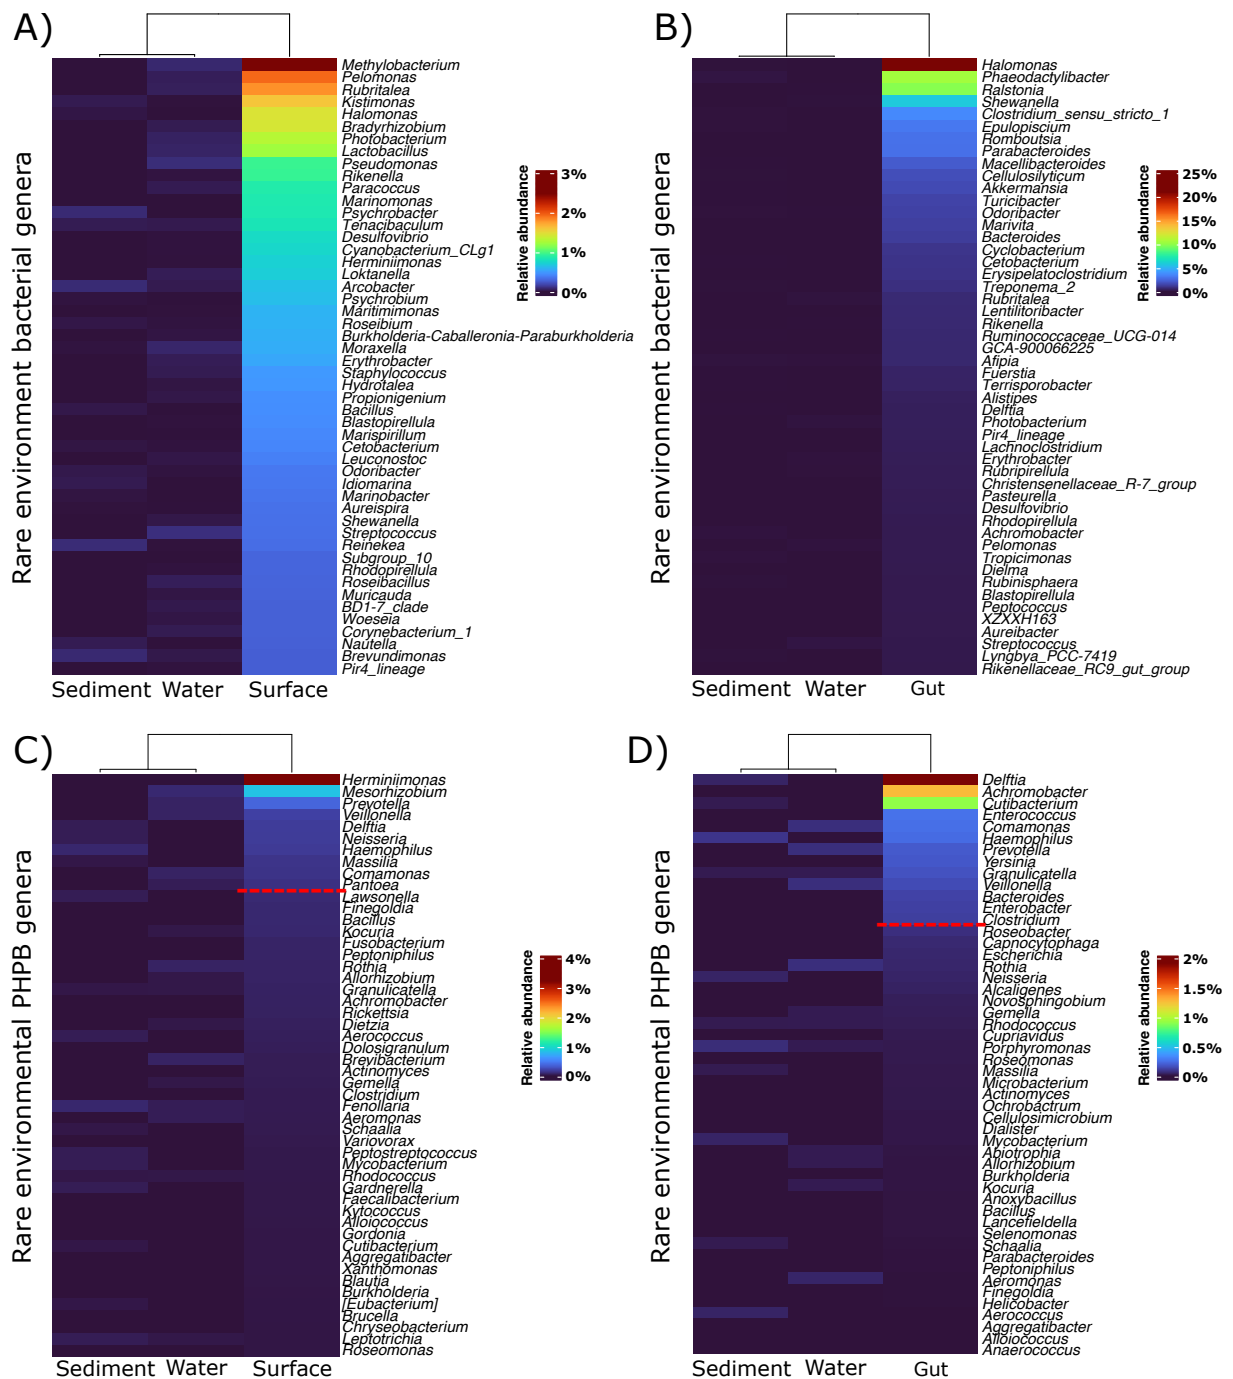 A)
Rare environment bacterial genera
Methylobacterium
Pelomonas
Rubritalea
Kistimonas
Halomonas
Bradyrhizobium
Photobacterium
Lactobacillus
Pseudomonas
Rikenella
Paracoccus
Marinomonas
Psychrobacter
Tenacibaculum
Desulfovibrio
Cyanobacterium_CLg1
Herminiimonas
Loktanella
Arcobacter
Psychrobium
Maritimimonas
Roseibium
Burkholderia-Caballeronia-Paraburkholderia
Moraxella
Erythrobacter
Staphylococcus
Hydrotalea
Propionigenium
Bacillus
Blastopirellula
Marispirillum
Cetobacterium
Leuconostoc
Odoribacter
Idiomarina
Marinobacter
Aureispira
Shewanella
Streptococcus
Reinekea
Subgroup_10
Rhodopirellula
Roseibacillus
Muricauda
BD1-7_clade
Woeseia
Corynebacterium_1
Nautella
Brevundimonas
Pir4_lineage
Relative abundance
3%
2%
1%
0%
Sediment Water Surface
B)
Rare environment bacterial genera
Halomonas
Phaeodactylibacter
Ralstonia
Shewanella
Clostridium_sensu_stricto_1
Epulopiscium
Romboutsia
Parabacteroides
Macellibacteroides
Cellulosilyticum
Akkermansia
Turicibacter
Odoribacter
Marivita
Bacteroides
Cyclobacterium
Cetobacterium
Erysipelatoclostridium
Treponema_2
Rubritalea
Lentilitoribacter
Rikenella
Ruminococcaceae_UCG-014
GCA-900066225
Afipia
Fuerstia
Terrisporobacter
Alistipes
Delftia
Photobacterium
Pir4_lineage
Lachnoclostridium
Erythrobacter
Rubripirellula
Christensenellaceae_R-7_group
Pasteurella
Desulfovibrio
Rhodopirellula
Achromobacter
Pelomonas
Tropicimonas
Dielma
Rubinisphaera
Blastopirellula
Peptococcus
XZXXH163
Aureibacter
Streptococcus
Lyngbya_PCC-7419
Rikenellaceae_RC9_gut_group
Relative abundance
25%
20%
15%
10%
5%
0%
Sediment Water Gut
C)
Rare environmental PHPB genera
Herminiimonas
Mesorhizobium
Prevotella
Veillonella
Delftia
Neisseria
Haemophilus
Massilia
Comamonas
Pantoea
Lawsonella
Finegoldia
Bacillus
Kocuria
Fusobacterium
Peptoniphilus
Rothia
Allorhizobium
Granulicatella
Achromobacter
Rickettsia
Dietzia
Aerococcus
Dolosigranulum
Brevibacterium
Actinomyces
Gemella
Clostridium
Fenollaria
Aeromonas
Schaalia
Variovorax
Peptostreptococcus
Mycobacterium
Rhodococcus
Gardnerella
Faecalibacterium
Kytococcus
Alloiococcus
Gordonia
Cutibacterium
Aggregatibacter
Xanthomonas
Blautia
Burkholderia
[Eubacterium]
Brucella
Chryseobacterium
Leptotrichia
Roseomonas
Relative abundance
4%
3%
2%
1%
0%
Sediment Water Surface
D)
Rare environmental PHPB genera
Delftia
Achromobacter
Cutibacterium
Enterococcus
Comamonas
Haemophilus
Prevotella
Yersinia
Granulicatella
Veillonella
Bacteroides
Enterobacter
Clostridium
Roseobacter
Capnocytophaga
Escherichia
Rothia
Neisseria
Alcaligenes
Novosphingobium
Gemella
Rhodococcus
Cupriavidus
Porphyromonas
Roseomonas
Massilia
Microbacterium
Actinomyces
Ochrobactrum
Cellulosimicrobium
Dialister
Mycobacterium
Abiotrophia
Allorhizobium
Burkholderia
Kocuria
Anoxybacillus
Bacillus
Lancefieldella
Selenomonas
Schaalia
Parabacteroides
Peptoniphilus
Aeromonas
Finegoldia
Helicobacter
Aerococcus
Aggregatibacter
Alloiococcus
Anaerococcus
Relative abundance
2%
1.5%
1%
0.5%
0%
Sediment Water Gut